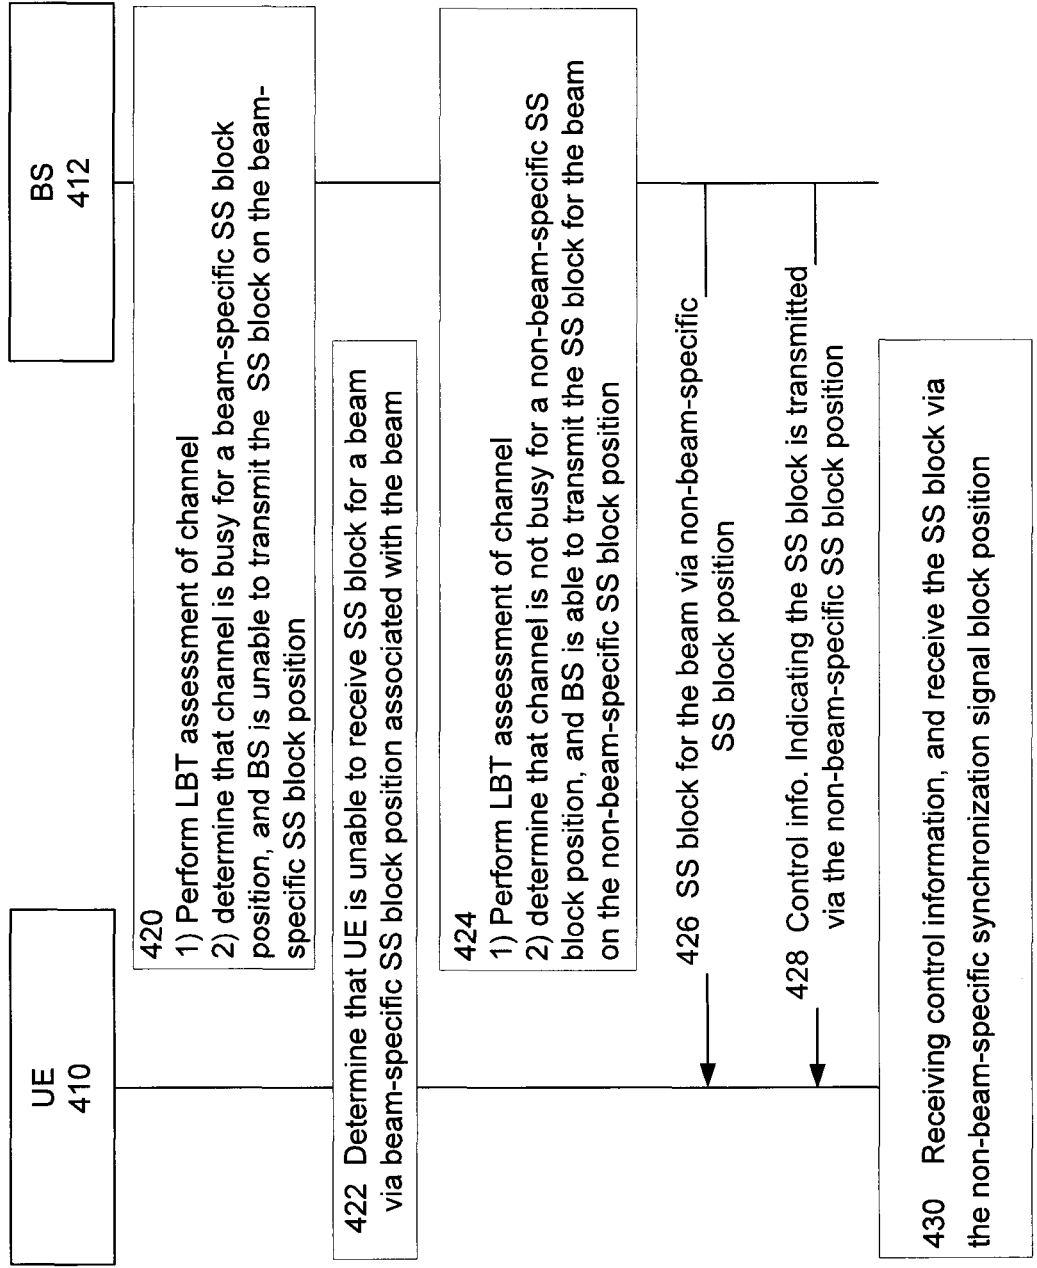 UE
410
BS
412
420
1) Perform LBT assessment of channel
2) determine that channel is busy for a beam-specific SS block
position, and BS is unable to transmit the SS block on the beam-
specific SS block position
422 Determine that UE is unable to receive SS block for a beam
via beam-specific SS block position associated with the beam
424
1) Perform LBT assessment of channel
2) determine that channel is not busy for a non-beam-specific SS
block position, and BS is able to transmit the SS block for the beam
on the non-beam-specific SS block position
426 SS block for the beam via non-beam-specific
SS block position
428 Control info. Indicating the SS block is transmitted
via the non-beam-specific SS block position
430 Receiving control information, and receive the SS block via
the non-beam-specific synchronization signal block position